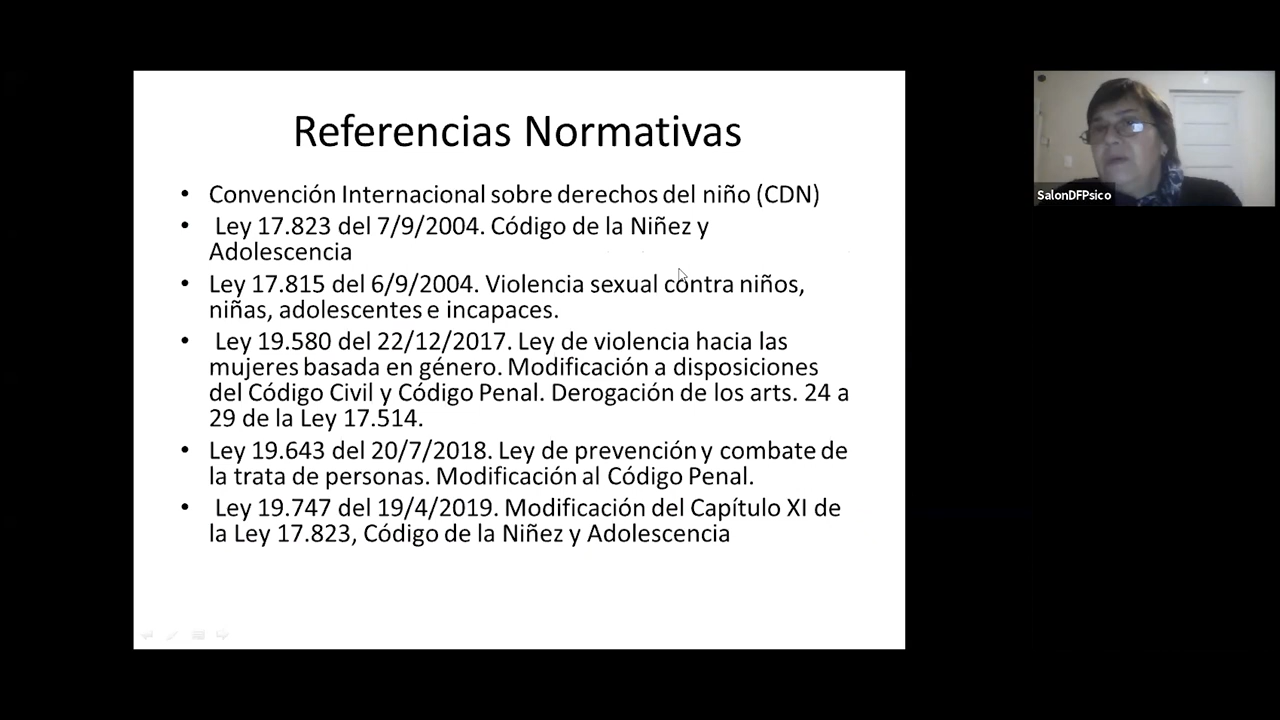 Referencias Normativas
• Convención Internacional sobre derechos del niño (CDN)
• Ley 17.823 del 7/9/2004. Código de la Niñez y
Adolescencia
• Ley 17.815 del 6/9/2004. Violencia sexual contra niños,
niñas, adolescentes e incapaces.
• Ley 19.580 del 22/12/2017. Ley de violencia hacia las
mujeres basada en género. Modificación a disposiciones
del Código Civil y Código Penal. Derogación de los arts. 24 a
29 de la Ley 17.514.
• Ley 19.643 del 20/7/2018. Ley de prevención y combate de
la trata de personas. Modificación al Código Penal.
• Ley 19.747 del 19/4/2019. Modificación del Capítulo XI de
la Ley 17.823, Código de la Niñez y Adolescencia
SalonDFPsico